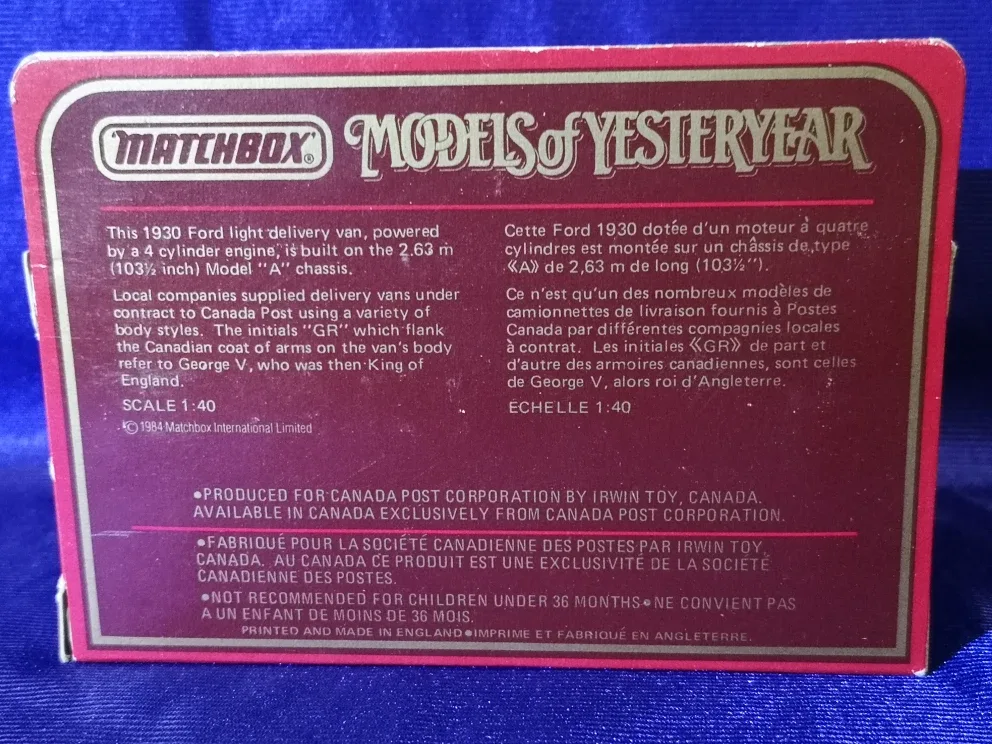 MATCHBOX® MODELS of YESTERYEAR
This 1930 Ford light delivery van, powered
by a 4 cylinder engine, is built on the 2.63 m
(103½ inch) Model "A" chassis.
Local companies supplied delivery vans under
contract to Canada Post using a variety of
body styles. The initials "GR" which flank
the Canadian coat of arms on the van's body
refer to George V, who was then King of
England.
SCALE 1:40
© 1984 Matchbox International Limited
Cette Ford 1930 dotée d'un moteur à quatre
cylindres est montée sur un châssis de type
《A》 de 2,63 m de long (103½").
Ce n'est qu'un des nombreux modèles de
camionnettes de livraison fournis à Postes
Canada par différentes compagnies locales
à contrat. Les initiales 《GR》 de part et
d'autre des armoiries canadiennes, sont celles
de George V, alors roi d'Angleterre.
ÉCHELLE 1:40
•PRODUCED FOR CANADA POST CORPORATION BY IRWIN TOY, CANADA.
AVAILABLE IN CANADA EXCLUSIVELY FROM CANADA POST CORPORATION.
•FABRIQUÉ POUR LA SOCIÉTÉ CANADIENNE DES POSTES PAR IRWIN TOY,
CANADA. AU CANADA CE PRODUIT EST UNE EXCLUSIVITÉ DE LA SOCIÉTÉ
CANADIENNE DES POSTES.
•NOT RECOMMENDED FOR CHILDREN UNDER 36 MONTHS•NE CONVIENT PAS
A UN ENFANT DE MOINS DE 36 MOIS.
PRINTED AND MADE IN ENGLAND•IMPRIME ET FABRIQUÉ EN ANGLETERRE.